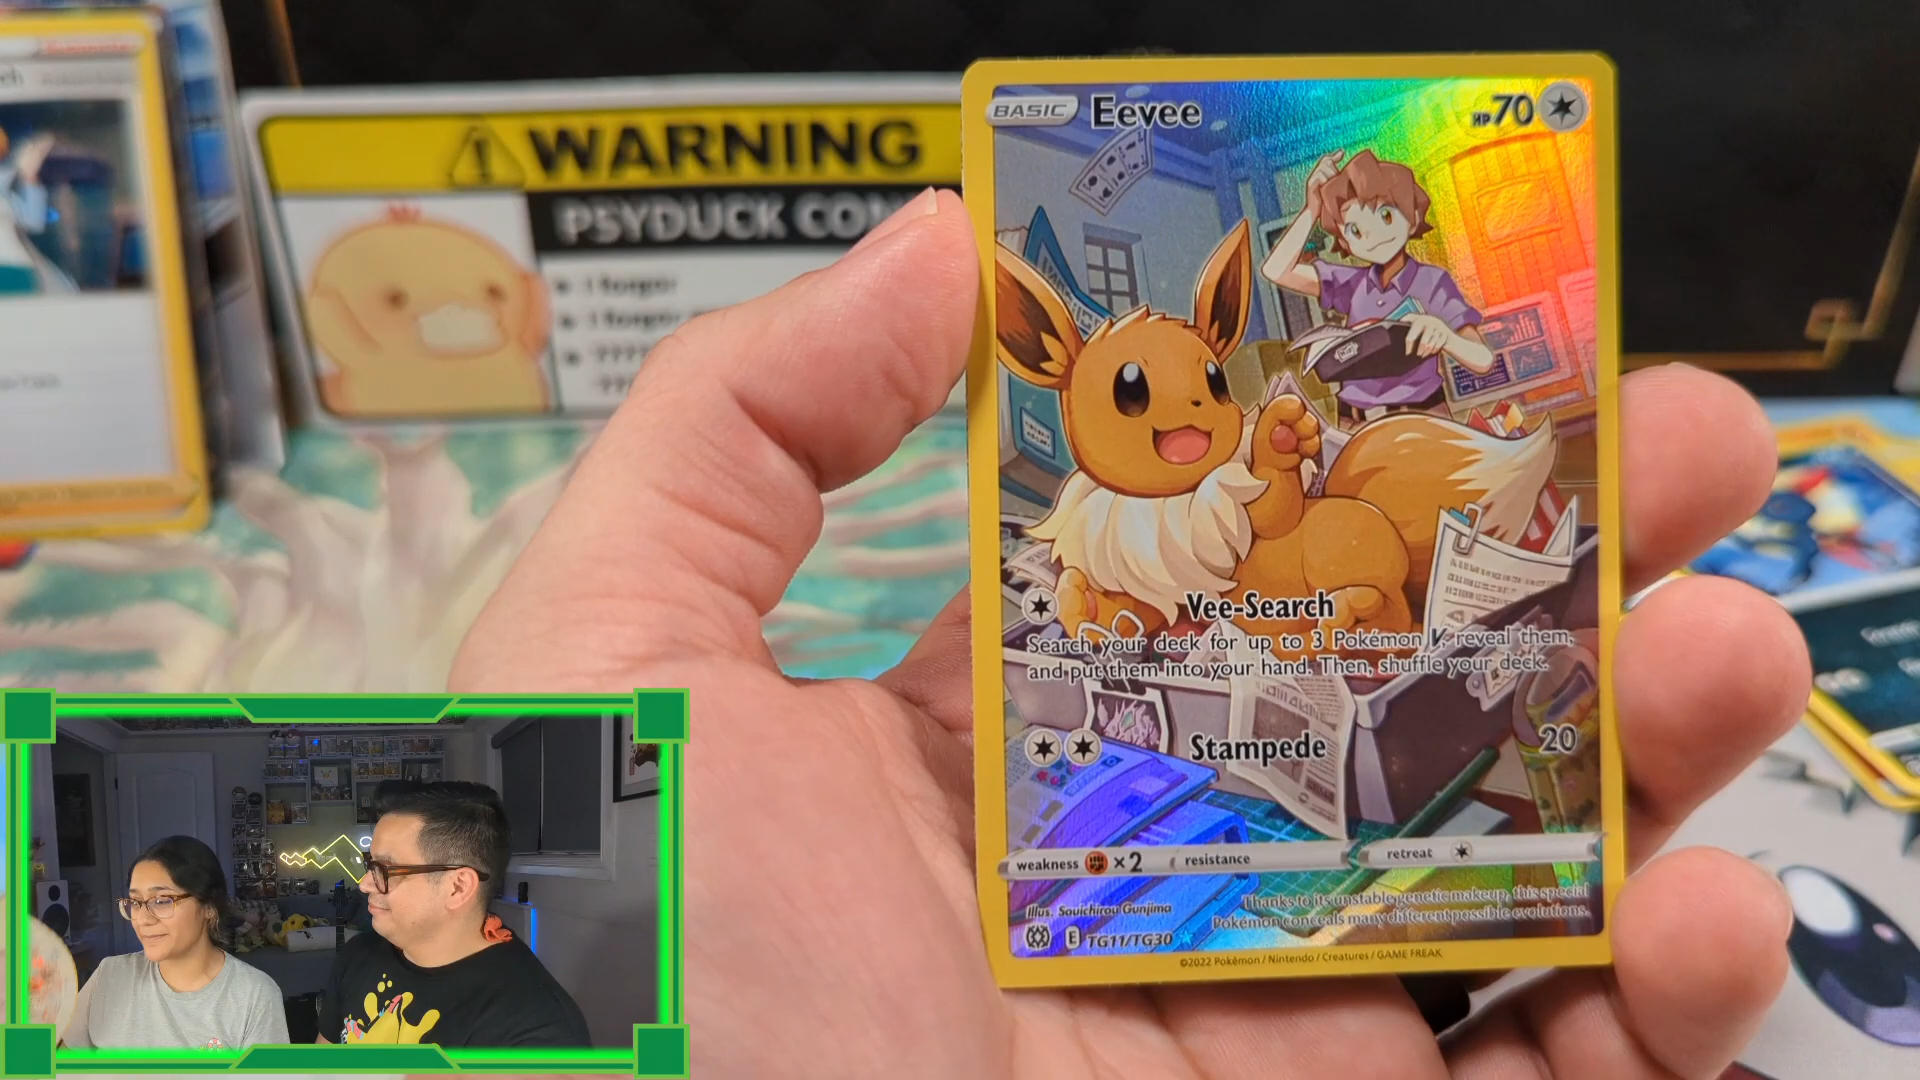 WARNING
PSYDUCK
I forgor
I forgor
????
BASIC Eevee HP70
Vee-Search
Search your deck for up to 3 Pokémon V, reveal them,
and put them into your hand. Then, shuffle your deck.
Stampede 20
weakness ×2 resistance retreat
Illus. Souichirou Gunjima
Thanks to its unstable genetic makeup, this special
Pokémon conceals many different possible evolutions.
E TG11/TG30
©2022 Pokémon / Nintendo / Creatures / GAME FREAK